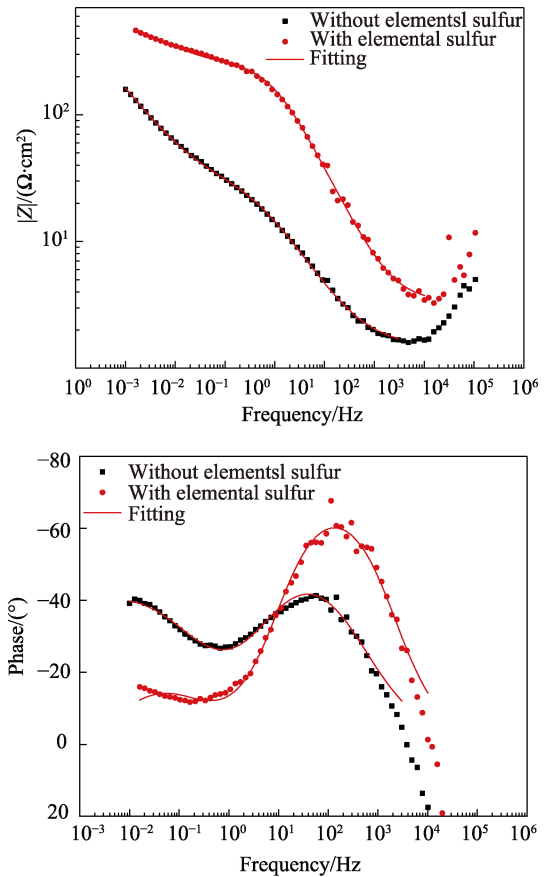 Without elementsl sulfur
With elemental sulfur
Fitting
|Z|/(Ω·cm²)
10²
10¹
10⁰ 10⁻³ 10⁻² 10⁻¹ 10⁰ 10¹ 10² 10³ 10⁴ 10⁵ 10⁶
Frequency/Hz
Without elementsl sulfur
With elemental sulfur
Fitting
Phase/(°)
−80
−60
−40
−20
0
20
10⁻³ 10⁻² 10⁻¹ 10⁰ 10¹ 10² 10³ 10⁴ 10⁵ 10⁶
Frequency/Hz